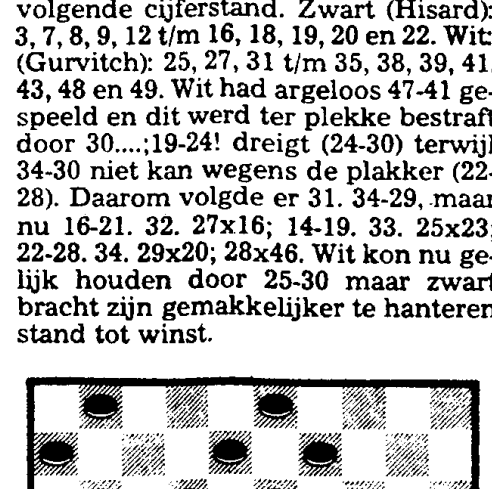 volgende cijferstand. Zwart (Hisard):
3, 7, 8, 9, 12 t/m 16, 18, 19, 20 en 22. Wit:
(Gurvitch): 25, 27, 31 t/m 35, 38, 39, 41,
43, 48 en 49. Wit had argeloos 47-41 ge-
speeld en dit werd ter plekke bestraft
door 30....;19-24! dreigt (24-30) terwijl
34-30 niet kan wegens de plakker (22-
28). Daarom volgde er 31. 34-29, maar
nu 16-21. 32. 27x16; 14-19. 33. 25x23;
22-28. 34. 29x20; 28x46. Wit kon nu ge-
lijk houden door 25-30 maar zwart
bracht zijn gemakkelijker te hanteren
stand tot winst.